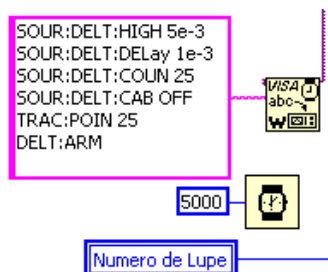 SOUR:DELT:HIGH 5e-3
SOUR:DELT:DELay 1e-3
SOUR:DELT:COUN 25
SOUR:DELT:CAB OFF
TRAC:POIN 25
DELT:ARM
VISA
abc
W
5000
Numero de Lupe